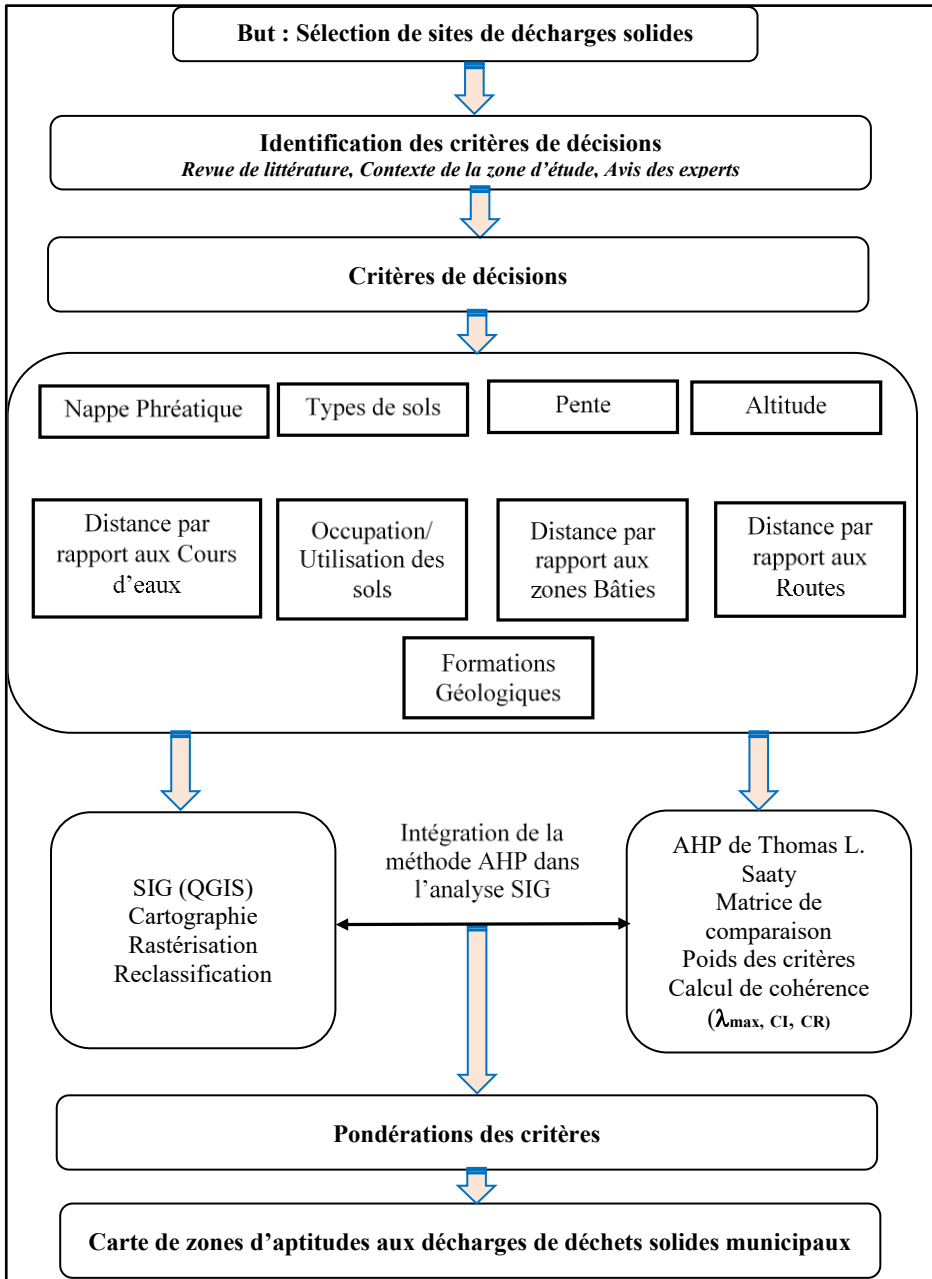 But : Sélection de sites de décharges solides
Identification des critères de décisions
Revue de littérature, Contexte de la zone d'étude, Avis des experts
Critères de décisions
Nappe Phréatique
Types de sols
Pente
Altitude
Distance par
rapport aux Cours
d'eaux
Occupation/
Utilisation des
sols
Distance par
rapport aux
zones Bâties
Distance par
rapport aux
Routes
Formations
Géologiques
SIG (QGIS)
Cartographie
Rastérisation
Reclassification
Intégration de la
méthode AHP dans
l'analyse SIG
AHP de Thomas L.
Saaty
Matrice de
comparaison
Poids des critères
Calcul de cohérence
(λmax, CI, CR)
Pondérations des critères
Carte de zones d'aptitudes aux décharges de déchets solides municipaux